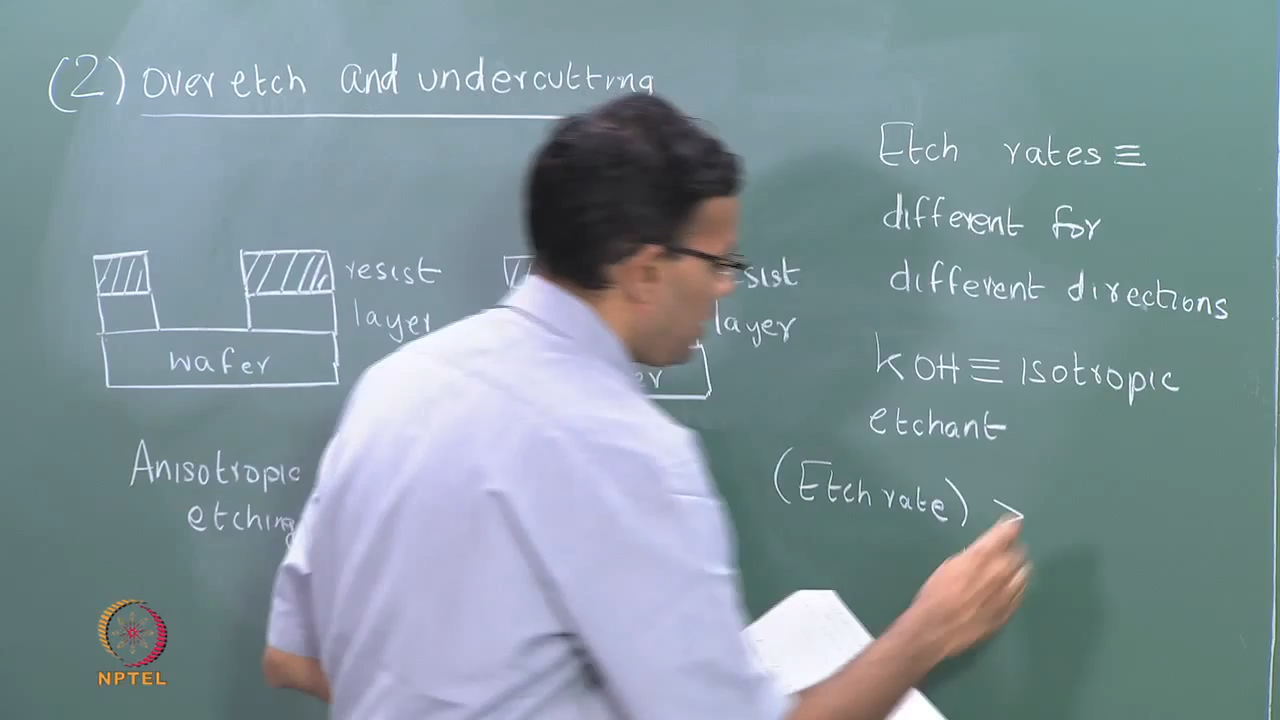 (2) Over etch and undercutting
Etch rates ≡
different for
different directions
resist
layer
wafer
Anisotropic
etching
layer
KOH ≡ isotropic
etchant
(Etch rate) >
NPTEL